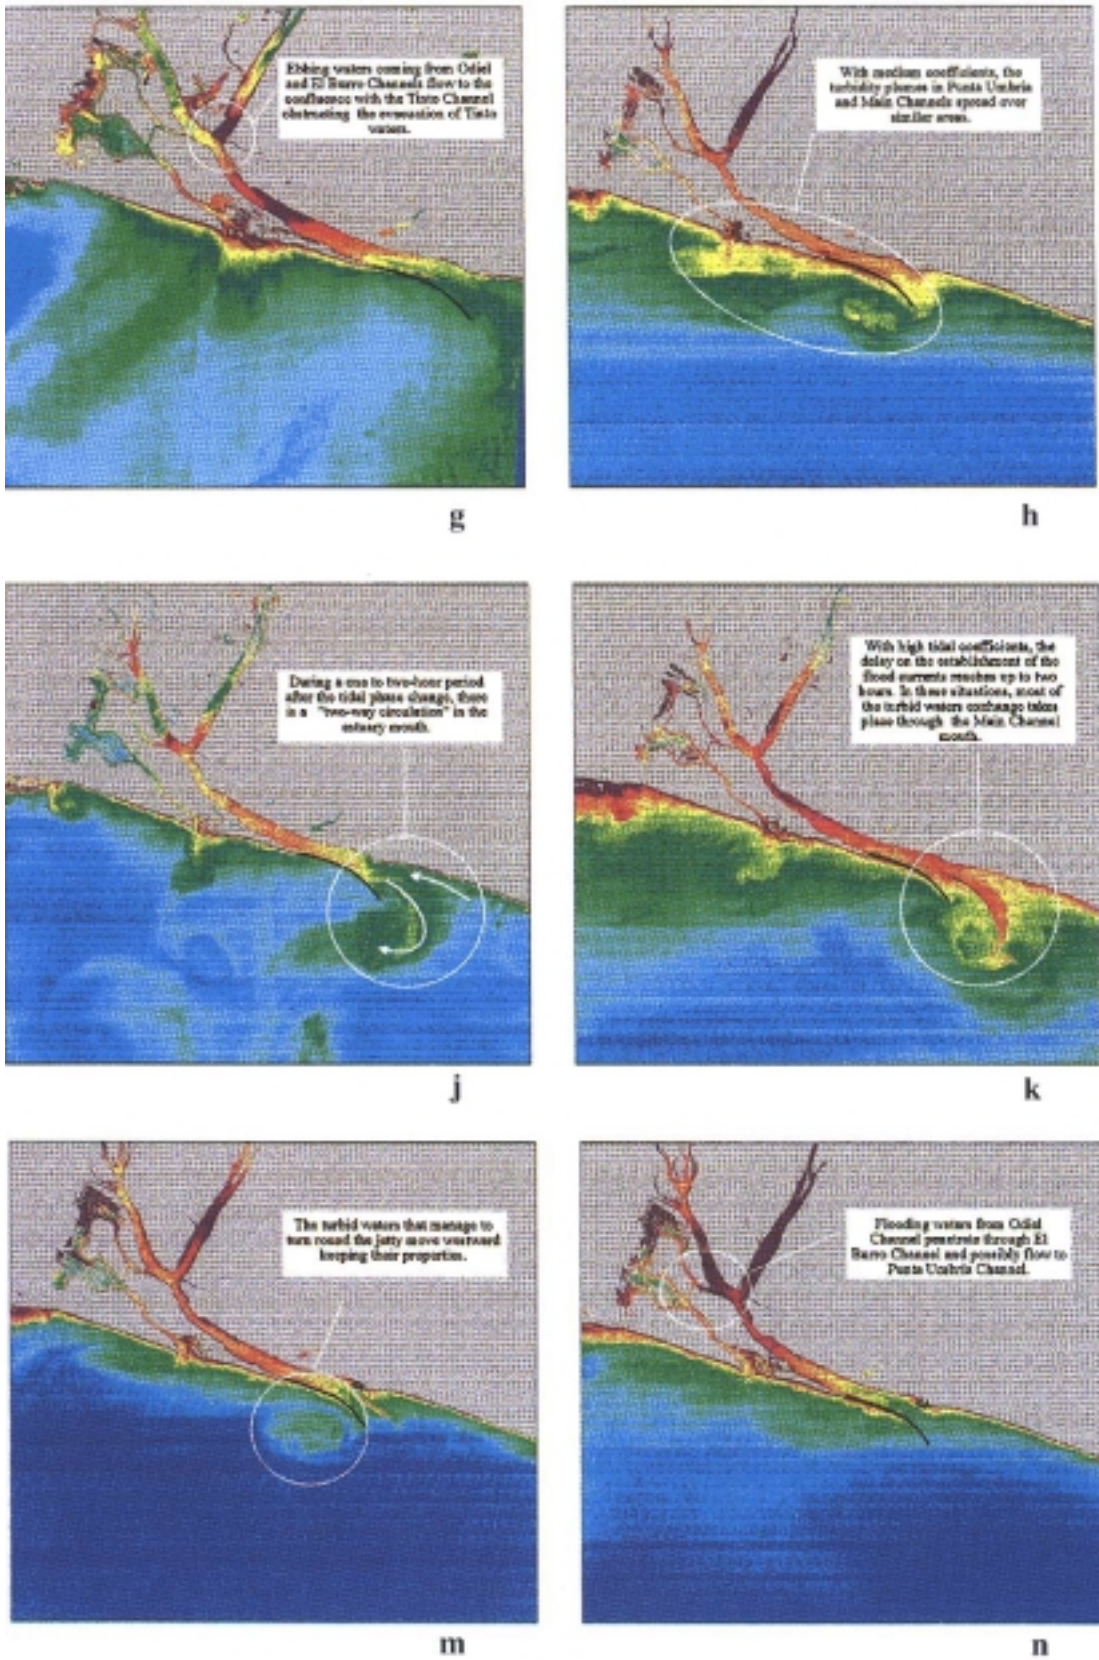 Ebbing waters coming from Odiel
and El Burro Channels flow to the
confluence with the Tinto Channel
obstructing the evacuation of Tinto
waters.
With medium coefficients, the
turbidity plumes in Punta Umbria
and Main Channels spread over
similar areas.
g
h
During a one to two-hour period
after the tidal phase change, there
is a "two-way circulation" in the
estuary mouth.
With high tidal coefficients, the
delay on the establishment of the
flood currents reaches up to two
hours. In these situations, most of
the turbid waters exchange takes
place through the Main Channel
mouth.
j
k
The turbid waters that manage to
turn round the jetty move westward
keeping their properties.
Flooding waters from Odiel
Channel penetrate through El
Burro Channel and possibly flow to
Punta Umbria Channel.
m
n